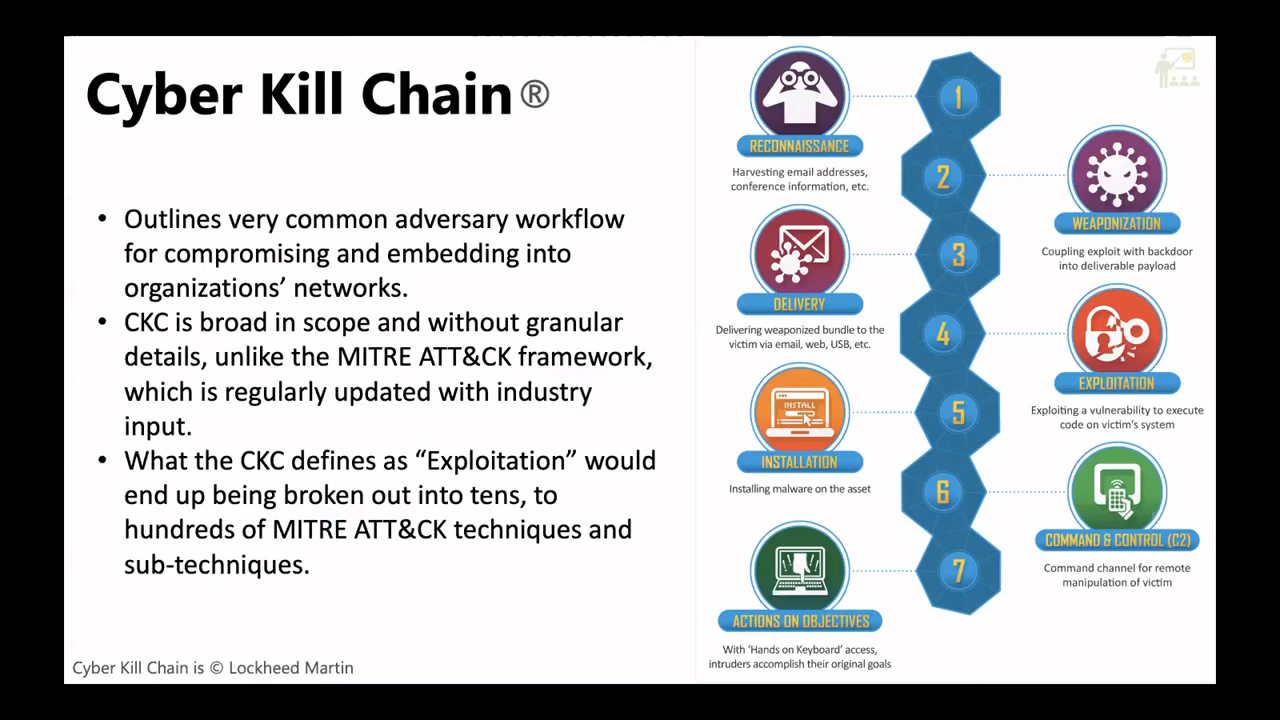 Cyber Kill Chain®
• Outlines very common adversary workflow
for compromising and embedding into
organizations’ networks.
• CKC is broad in scope and without granular
details, unlike the MITRE ATT&CK framework,
which is regularly updated with industry
input.
• What the CKC defines as “Exploitation” would
end up being broken out into tens, to
hundreds of MITRE ATT&CK techniques and
sub-techniques.
Cyber Kill Chain is © Lockheed Martin
1
RECONNAISSANCE
Harvesting email addresses,
conference information, etc.
2
WEAPONIZATION
Coupling exploit with backdoor
into deliverable payload
3
DELIVERY
Delivering weaponized bundle to the
victim via email, web, USB, etc.
4
EXPLOITATION
Exploiting a vulnerability to execute
code on victim’s system
5
INSTALL
INSTALLATION
Installing malware on the asset
6
COMMAND & CONTROL (C2)
Command channel for remote
manipulation of victim
7
ACTIONS ON OBJECTIVES
With ‘Hands on Keyboard’ access,
intruders accomplish their original goals